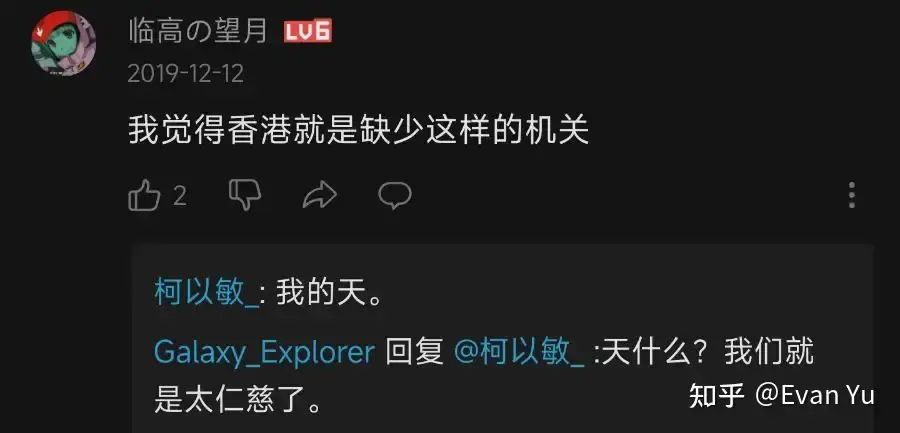 临高の望月 LV6
2019-12-12
我觉得香港就是缺少这样的机关
2
柯以敏_: 我的天。
Galaxy_Explorer 回复 @柯以敏_ :天什么？我们就
是太仁慈了。
知乎 @Evan Yu